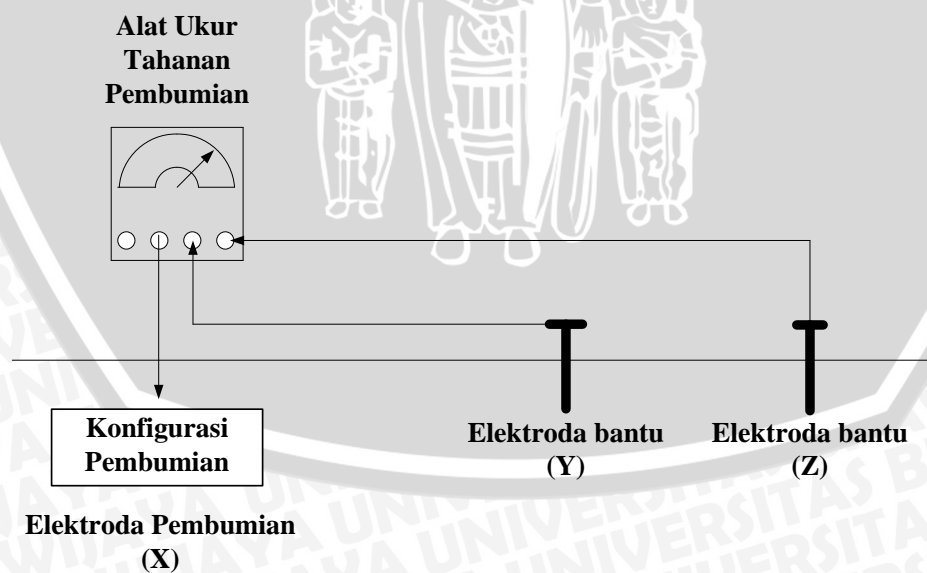 Alat Ukur
Tahanan
Pembumian
Konfigurasi
Pembumian
Elektroda bantu
(Y)
Elektroda bantu
(Z)
Elektroda Pembumian
(X)